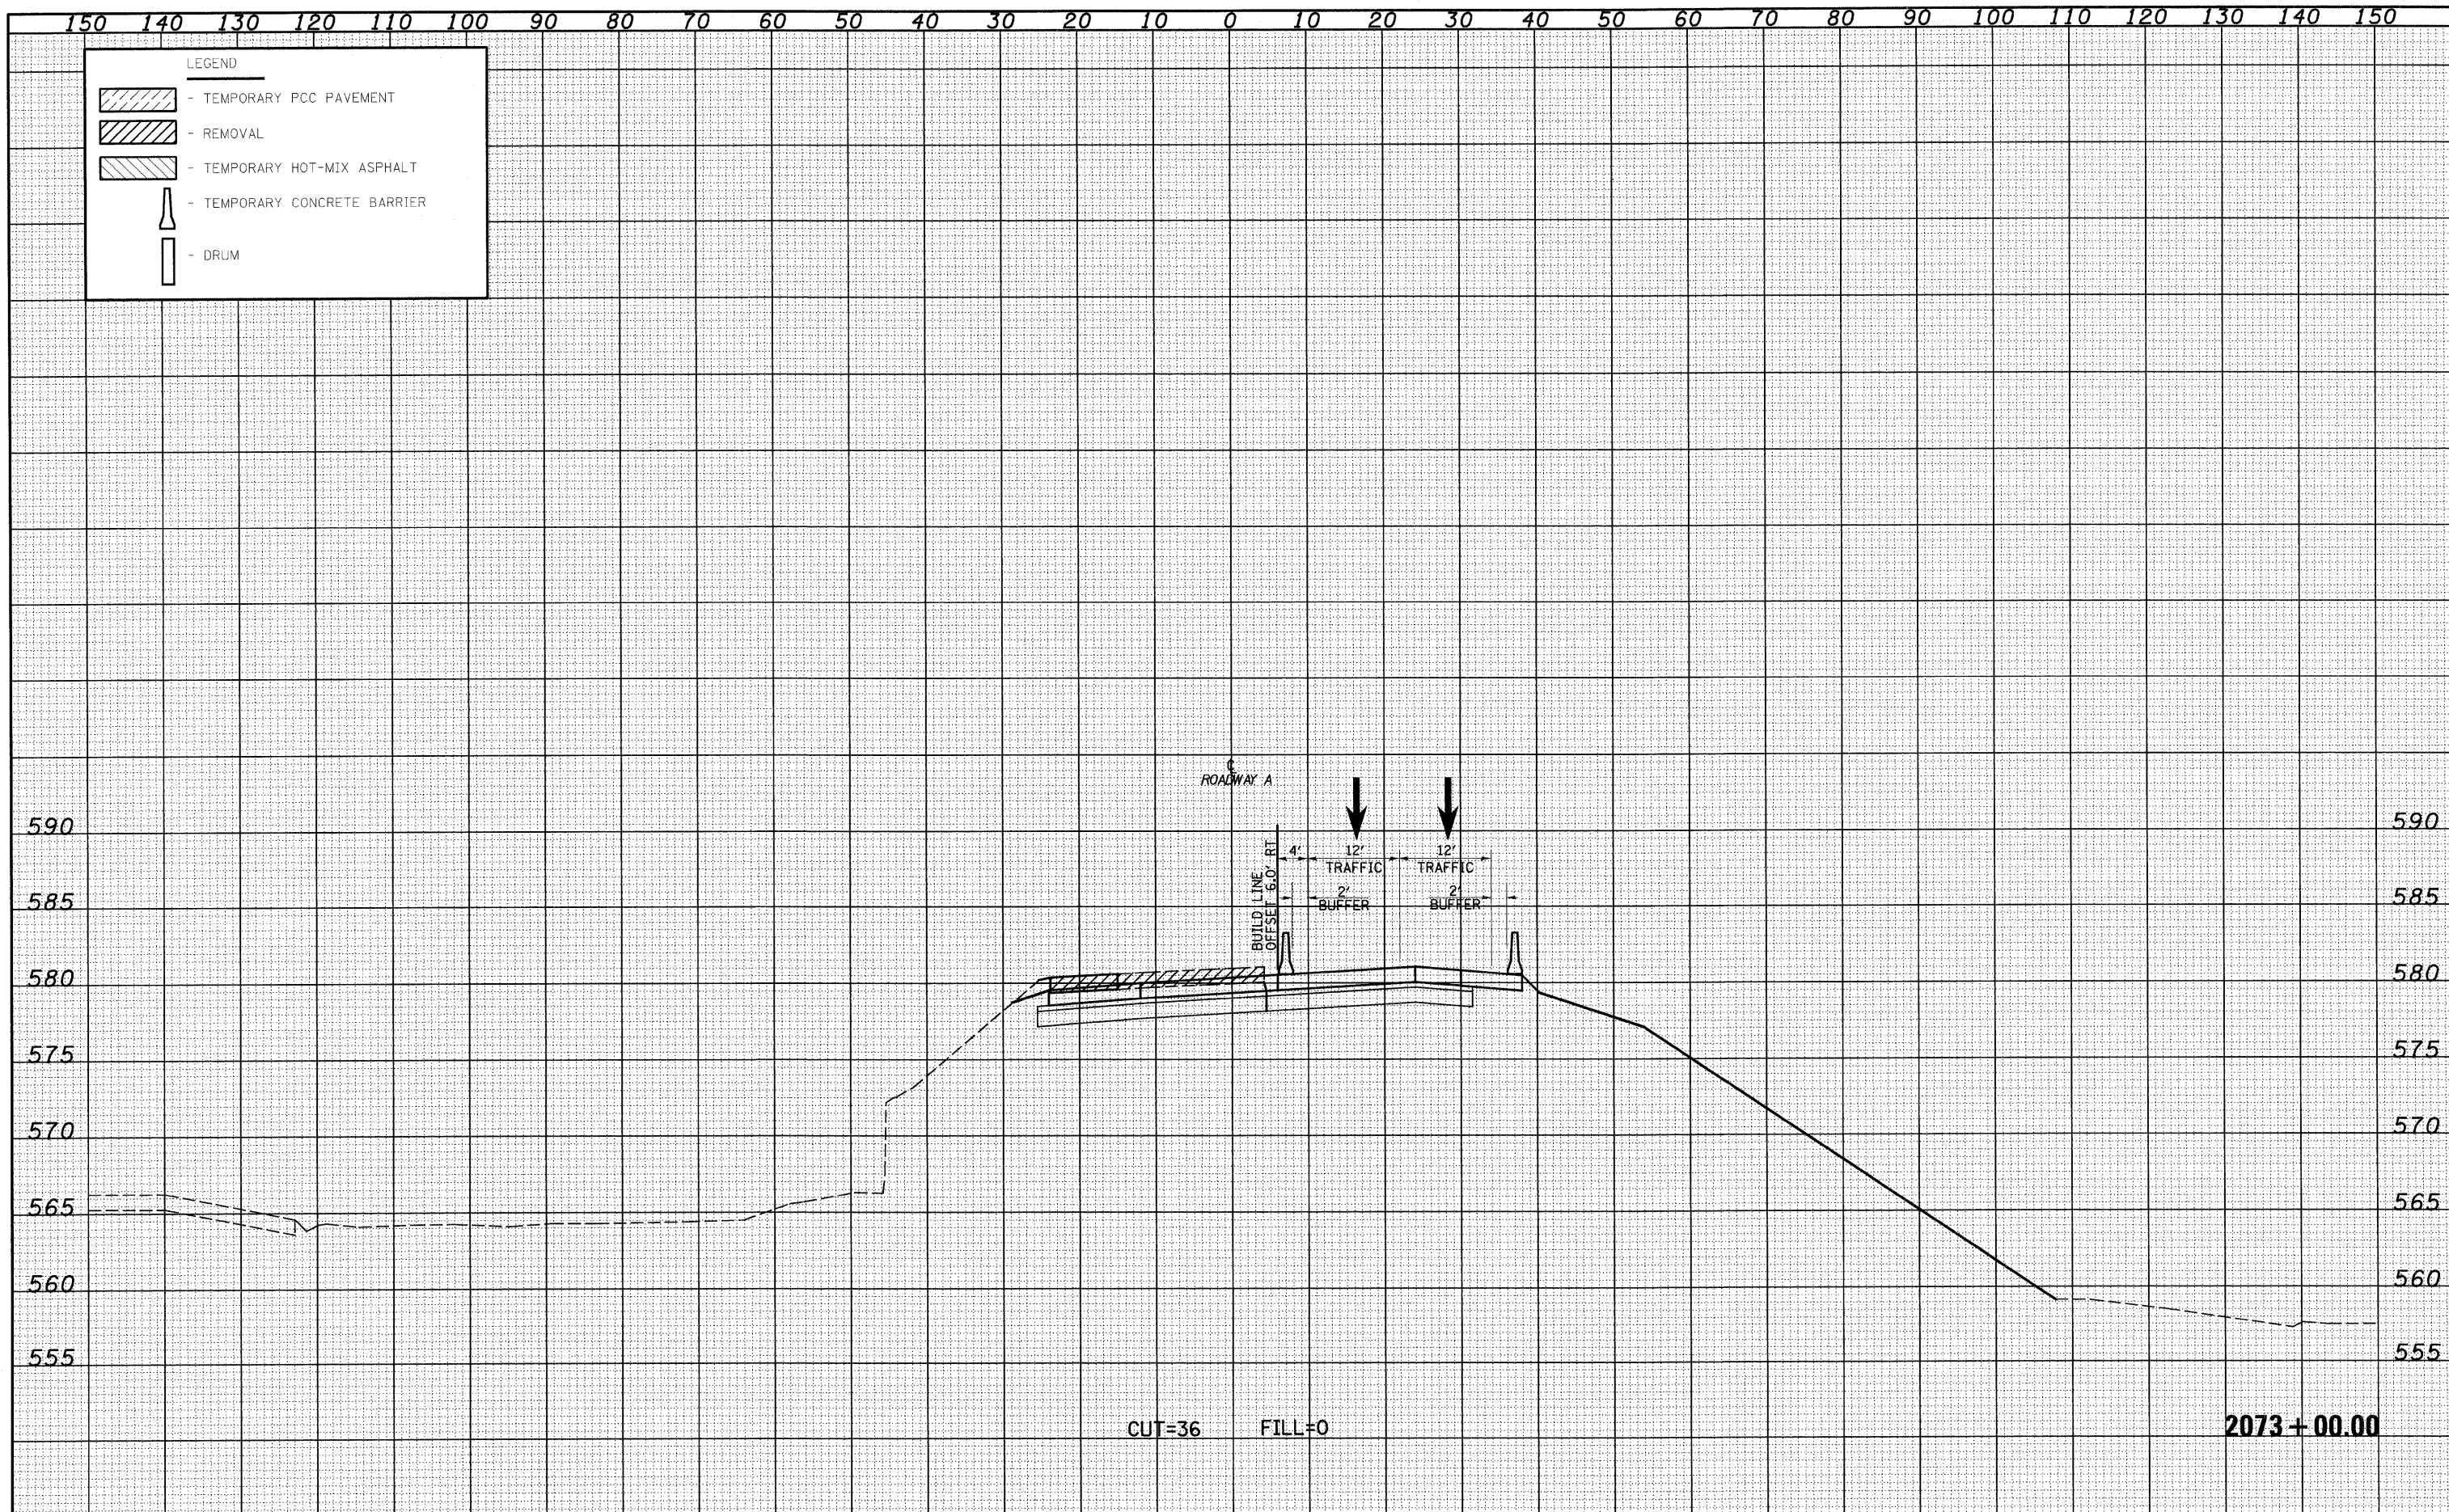 150 140 130 120 110 100 90 80 70 60 50 40 30 20 10 0 10 20 30 40 50 60 70 80 90 100 110 120 130 140 150
LEGEND
- TEMPORARY PCC PAVEMENT
- REMOVAL
- TEMPORARY HOT-MIX ASPHALT
- TEMPORARY CONCRETE BARRIER
- DRUM
℄
ROADWAY A
590 590
4' 12' 12'
TRAFFIC TRAFFIC
BUILD LINE
OFFSET 6.0' RT
2' 2'
BUFFER BUFFER
585 585
580 580
575 575
570 570
565 565
560 560
555 555
CUT=36 FILL=0 2073+00.00